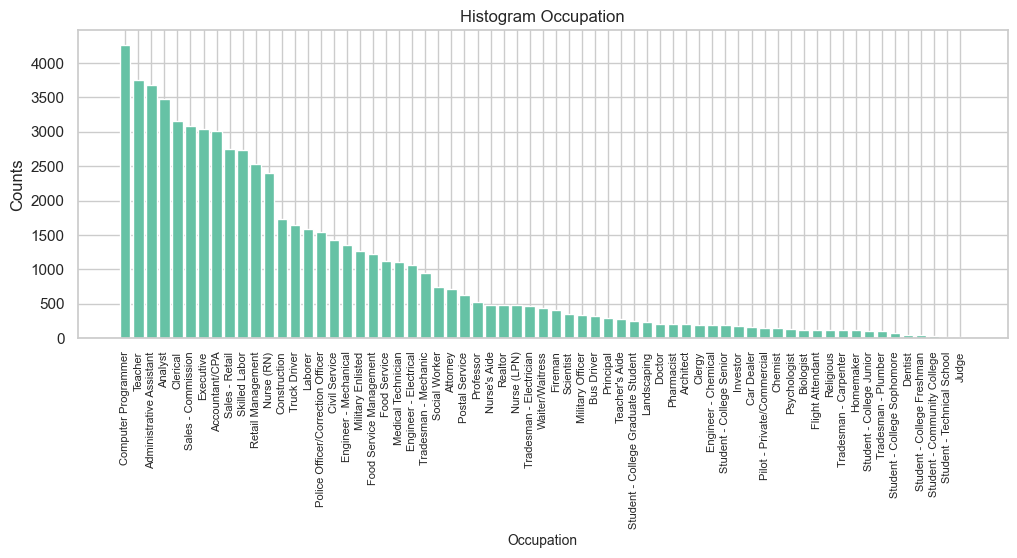 Histogram Occupation
Counts
4000
3500
3000
2500
2000
1500
1000
500
0
Computer Programmer
Teacher
Administrative Assistant
Analyst
Clerical
Sales - Commission
Executive
Accountant/CPA
Sales - Retail
Skilled Labor
Retail Management
Nurse (RN)
Construction
Truck Driver
Laborer
Police Officer/Correction Officer
Civil Service
Engineer - Mechanical
Military Enlisted
Food Service Management
Food Service
Medical Technician
Engineer - Electrical
Tradesman - Mechanic
Social Worker
Attorney
Postal Service
Professor
Nurse's Aide
Realtor
Nurse (LPN)
Tradesman - Electrician
Waiter/Waitress
Fireman
Scientist
Military Officer
Bus Driver
Principal
Teacher's Aide
Student - College Graduate Student
Landscaping
Doctor
Pharmacist
Architect
Clergy
Engineer - Chemical
Student - College Senior
Investor
Car Dealer
Pilot - Private/Commercial
Chemist
Psychologist
Biologist
Flight Attendant
Religious
Tradesman - Carpenter
Homemaker
Student - College Junior
Tradesman - Plumber
Student - College Sophomore
Dentist
Student - College Freshman
Student - Community College
Student - Technical School
Judge
Occupation